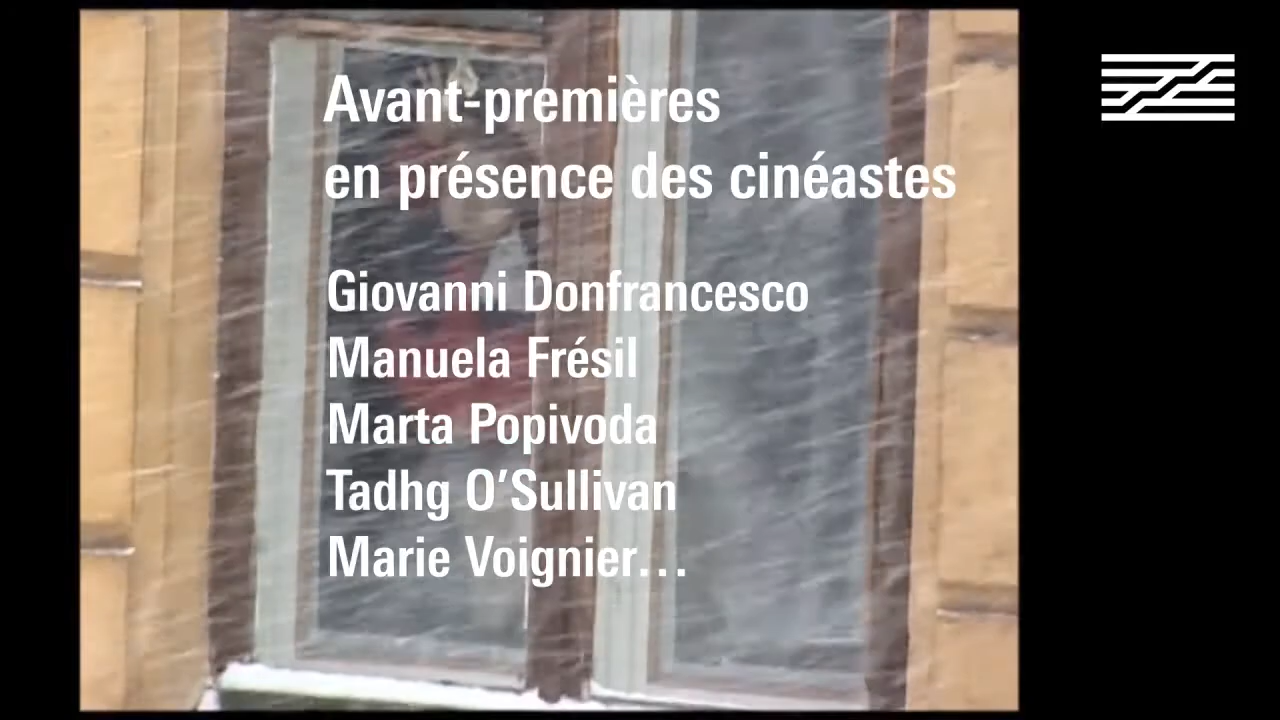 Avant-premières
en présence des cinéastes
Giovanni Donfrancesco
Manuela Frésil
Marta Popivoda
Tadhg O’Sullivan
Marie Voignier…